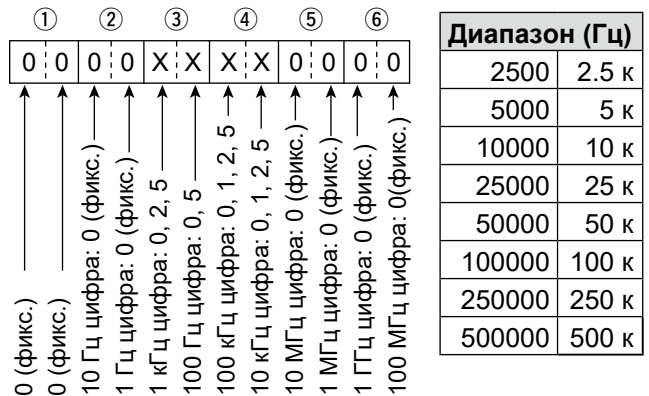 ① ② ③ ④ ⑤ ⑥
0 0 0 0 X X X X 0 0 0 0
0 (фикс.)
0 (фикс.)
10 Гц цифра: 0 (фикс.)
1 Гц цифра: 0 (фикс.)
1 кГц цифра: 0, 2, 5
100 Гц цифра: 0, 5
100 кГц цифра: 0, 1, 2, 5
10 кГц цифра: 0, 1, 2, 5
10 МГц цифра: 0 (фикс.)
1 МГц цифра: 0 (фикс.)
1 ГГц цифра: 0 (фикс.)
100 МГц цифра: 0(фикс.)
Диапазон (Гц)
2500 2.5 к
5000 5 к
10000 10 к
25000 25 к
50000 50 к
100000 100 к
250000 250 к
500000 500 к